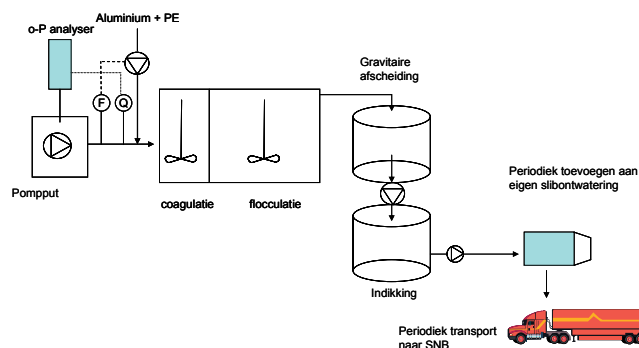 Aluminium + PE
o-P analyser
F
Q
Pompput
coagulatie
flocculatie
Gravitaire
afscheiding
Indikking
Periodiek toevoegen aan
eigen slibontwatering
Periodiek transport
naar SNB